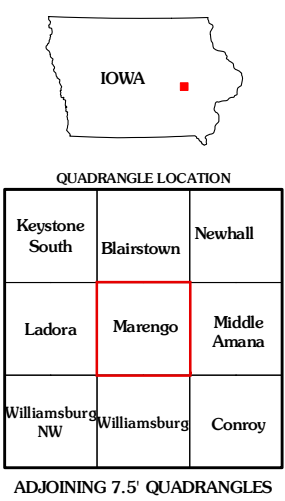 IOWA
QUADRANGLE LOCATION
Keystone
South
Blairstown
Newhall
Ladora
Marengo
Middle
Amana
Williamsburg
NW
Williamsburg
Conroy
ADJOINING 7.5' QUADRANGLES